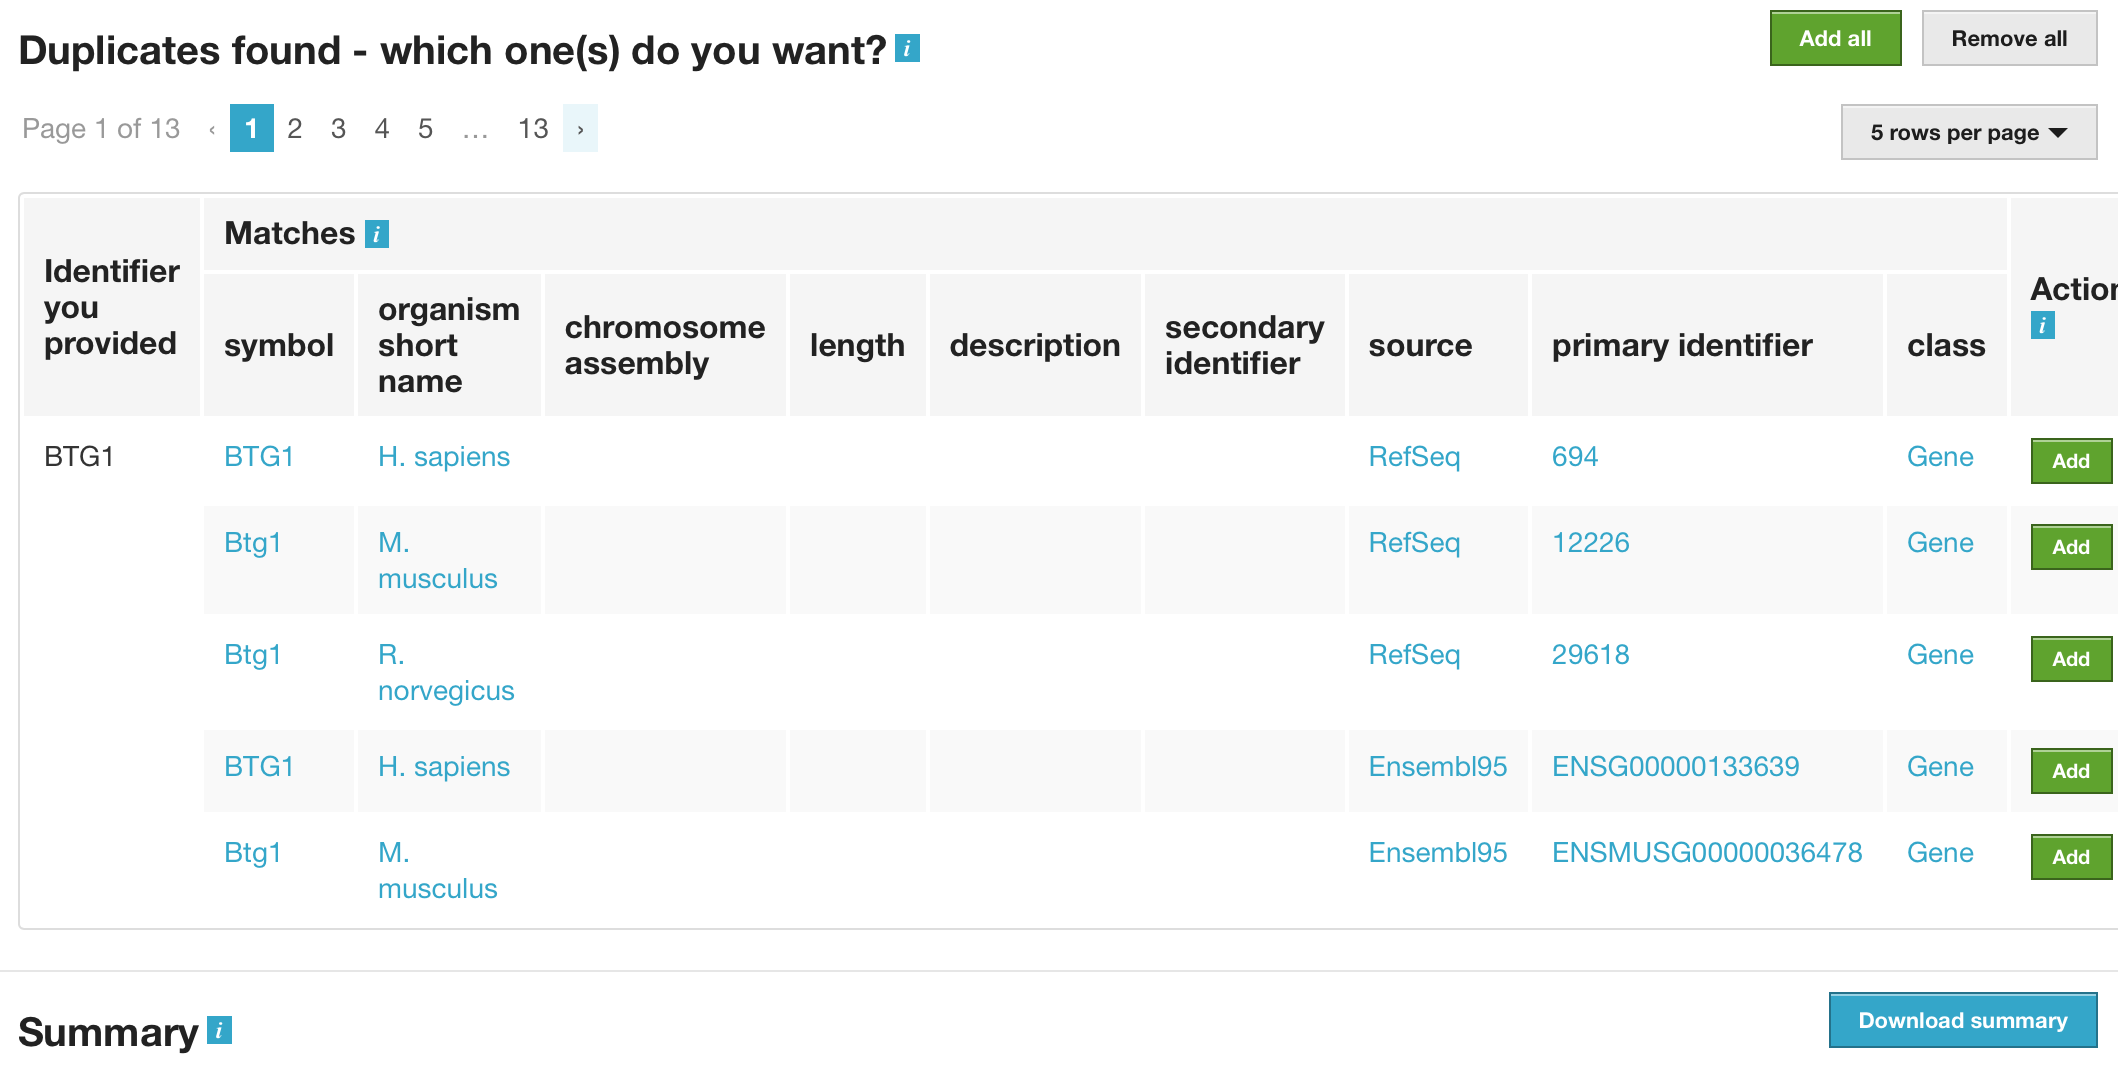 Duplicates found - which one(s) do you want? i
Add all
Remove all
Page 1 of 13 ‹ 1 2 3 4 5 ... 13 ›
5 rows per page
Identifier you provided
Matches i
Action
i
symbol
organism short name
chromosome assembly
length
description
secondary identifier
source
primary identifier
class
BTG1 BTG1 H. sapiens RefSeq 694 Gene Add
Btg1 M. musculus RefSeq 12226 Gene Add
Btg1 R. norvegicus RefSeq 29618 Gene Add
BTG1 H. sapiens Ensembl95 ENSG00000133639 Gene Add
Btg1 M. musculus Ensembl95 ENSMUSG00000036478 Gene Add
Summary i
Download summary